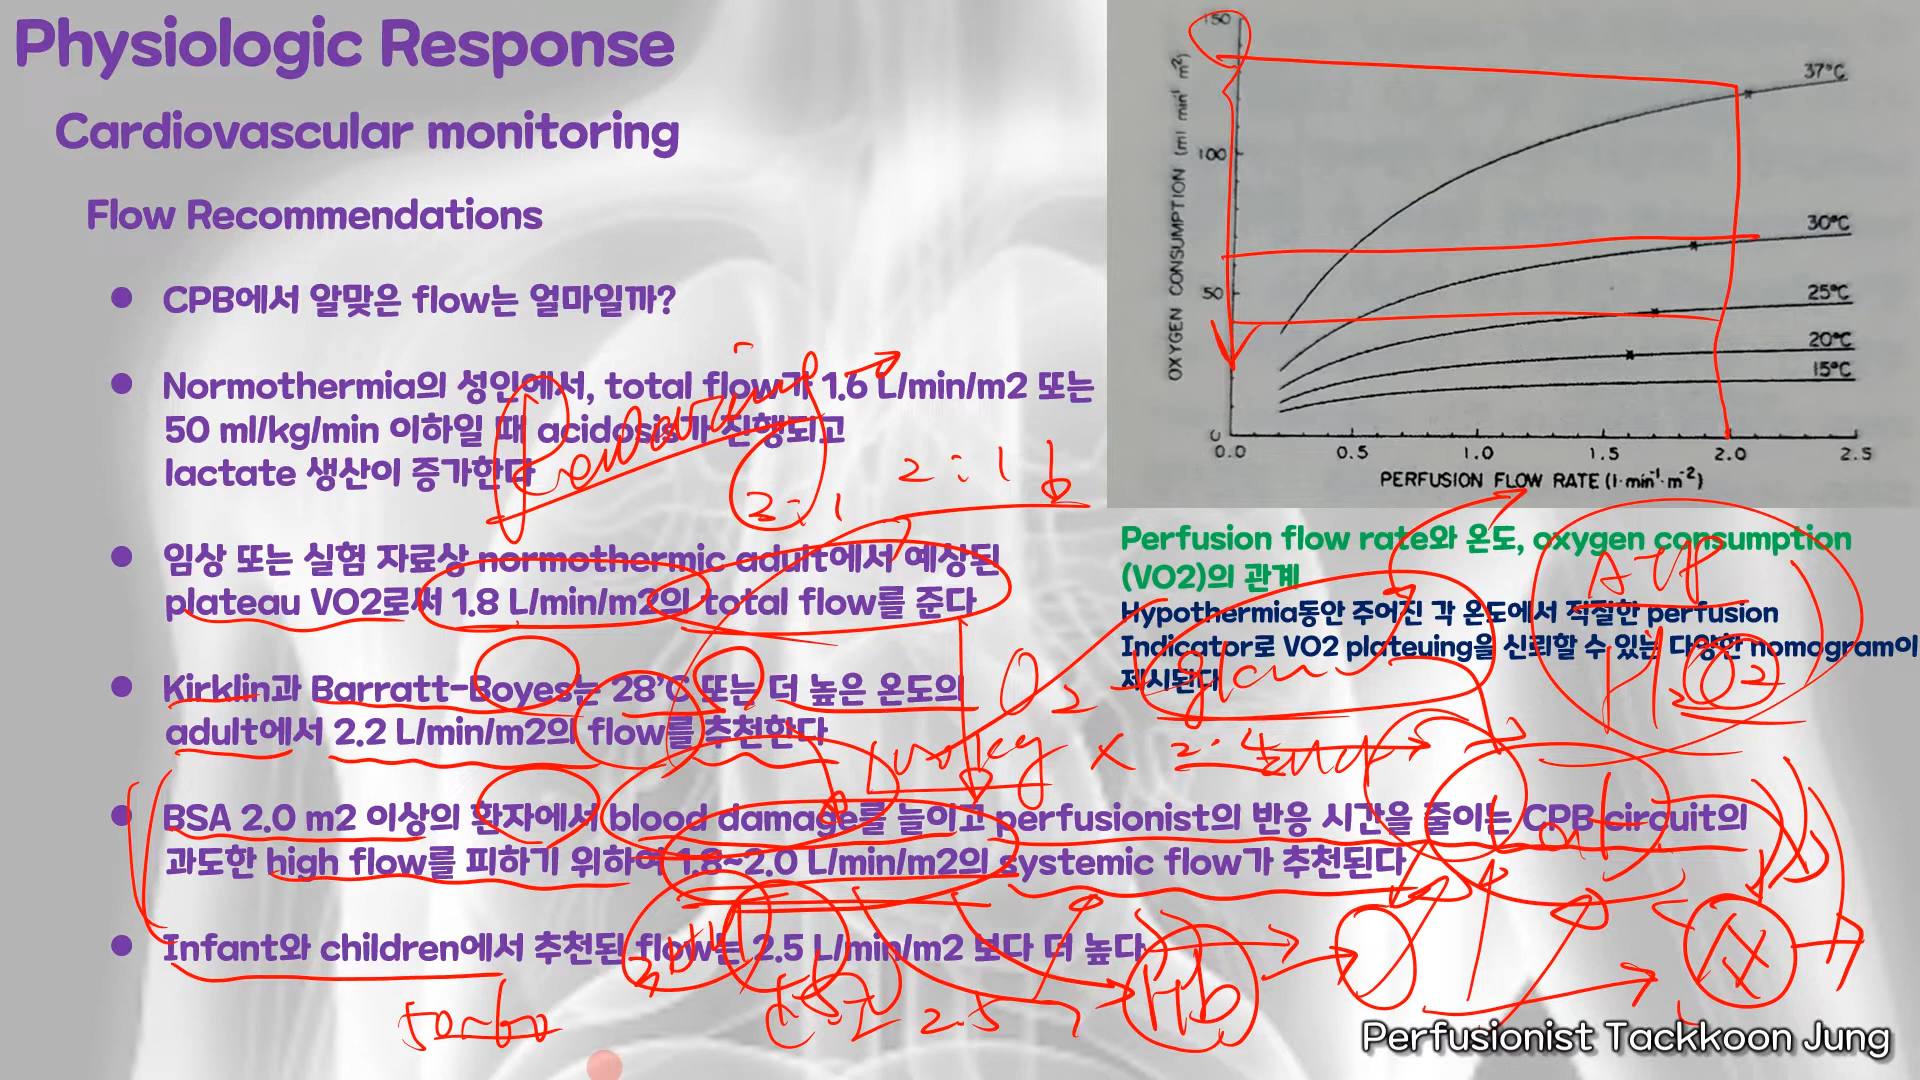 Physiologic Response
Cardiovascular monitoring
Flow Recommendations
CPB에서 알맞은 flow는 얼마일까?
Normothermia의 성인에서, total flow가 1.6 L/min/m2 또는
50 ml/kg/min 이하일 때 acidosis가 진행되고
lactate 생산이 증가한다
임상 또는 실험 자료상 normothermic adult에서 예상된
plateau VO2로써 1.8 L/min/m2의 total flow를 준다
Kirklin과 Barratt-Boyes는 28°C 또는 더 높은 온도의
adult에서 2.2 L/min/m2의 flow를 추천한다
BSA 2.0 m2 이상의 환자에서 blood damage를 늘이고 perfusionist의 반응 시간을 줄이는 CPB circuit의
과도한 high flow를 피하기 위하여 1.8~2.0 L/min/m2의 systemic flow가 추천된다
Infant와 children에서 추천된 flow는 2.5 L/min/m2 보다 더 높다
OXYGEN CONSUMPTION (ml min⁻¹ m⁻²)
150
100
50
0
37°C
30°C
25°C
20°C
15°C
0.0 0.5 1.0 1.5 2.0 2.5
PERFUSION FLOW RATE (l·min⁻¹·m⁻²)
Perfusion flow rate와 온도, oxygen consumption
(VO2)의 관계
Hypothermia동안 주어진 각 온도에서 적절한 perfusion
Indicator로 VO2 plateuing을 신뢰할 수 있는 다양한 nomogram이
제시된다
rewarming
2:1
2:1
ATP
O2
H2O2
× 2.4
Hb
2.5
50~60
Perfusionist Tackkoon Jung